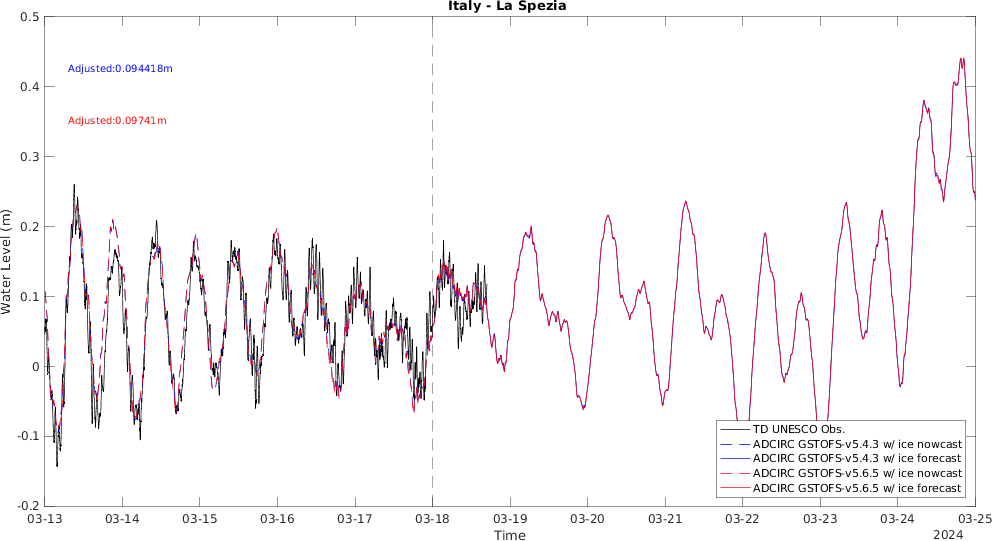 Italy - La Spezia
0.5
0.4
0.3
0.2
0.1
0
-0.1
-0.2
Water Level (m)
Adjusted:0.094418m
Adjusted:0.09741m
TD UNESCO Obs.
ADCIRC GSTOFS-v5.4.3 w/ ice nowcast
ADCIRC GSTOFS-v5.4.3 w/ ice forecast
ADCIRC GSTOFS-v5.6.5 w/ ice nowcast
ADCIRC GSTOFS-v5.6.5 w/ ice forecast
03-13 03-14 03-15 03-16 03-17 03-18 03-19 03-20 03-21 03-22 03-23 03-24 03-25
Time
2024